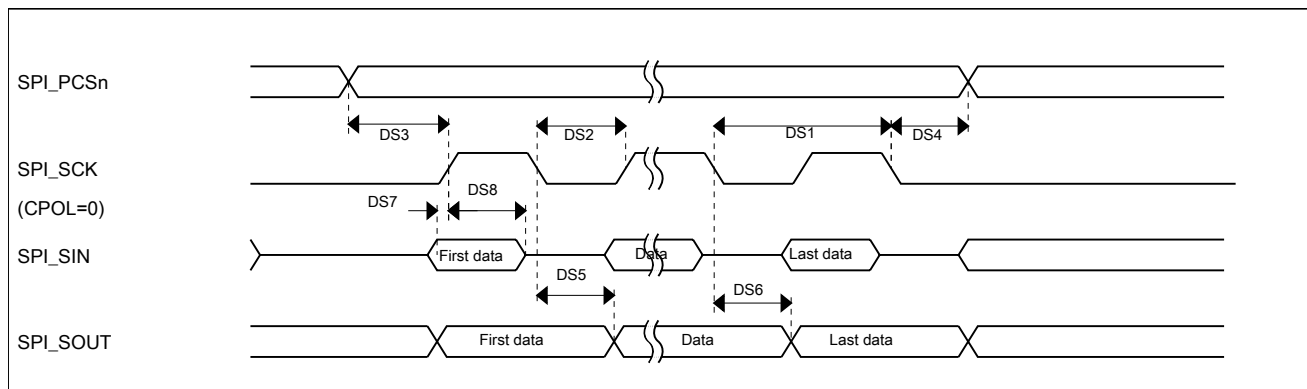 SPI_PCSn
DS3
DS2
DS1
DS4
SPI_SCK
(CPOL=0)
DS7
DS8
SPI_SIN
First data
Data
Last data
DS5
DS6
SPI_SOUT
First data
Data
Last data